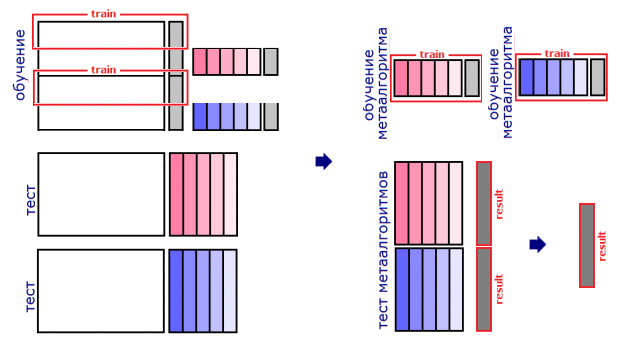 train
обучение
train
тест
тест
train
обучение
метаалгоритма
train
обучение
метаалгоритма
тест метаалгоритмов
result
result
result